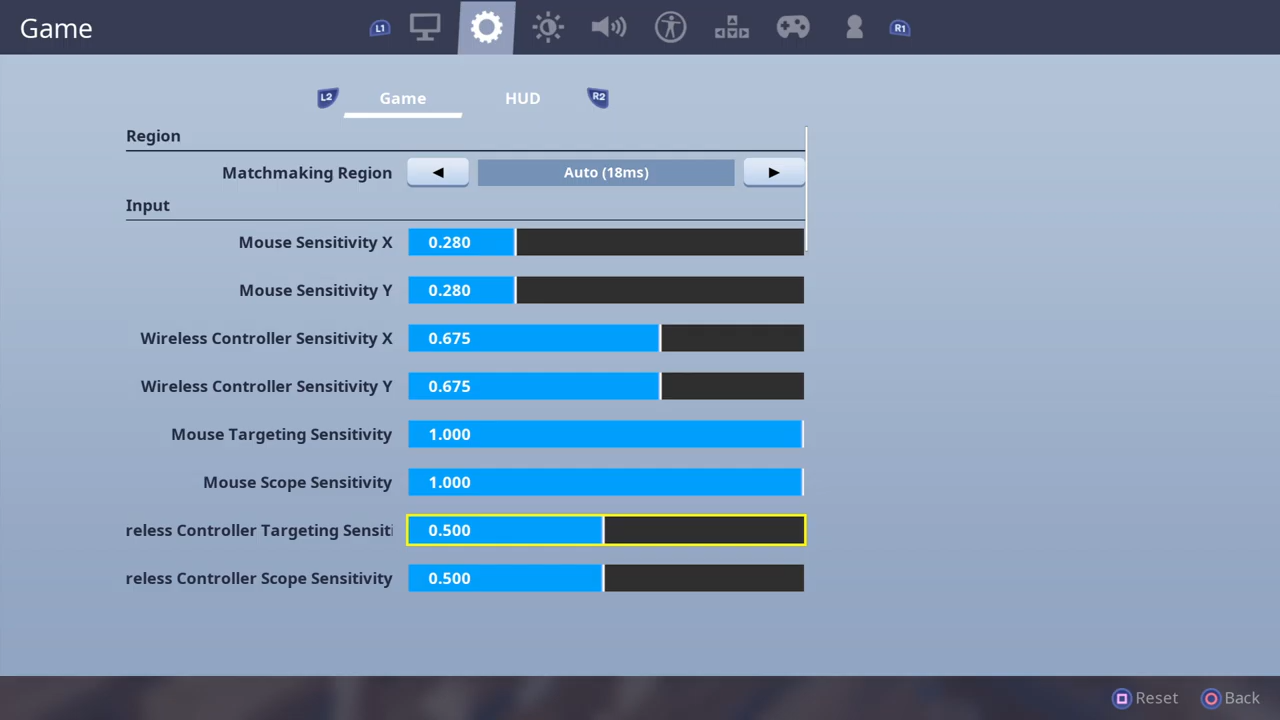 Game
L1
R1
L2
Game
HUD
R2
Region
Matchmaking Region
Auto (18ms)
Input
Mouse Sensitivity X
0.280
Mouse Sensitivity Y
0.280
Wireless Controller Sensitivity X
0.675
Wireless Controller Sensitivity Y
0.675
Mouse Targeting Sensitivity
1.000
Mouse Scope Sensitivity
1.000
reless Controller Targeting Sensiti
0.500
reless Controller Scope Sensitivity
0.500
Reset
Back